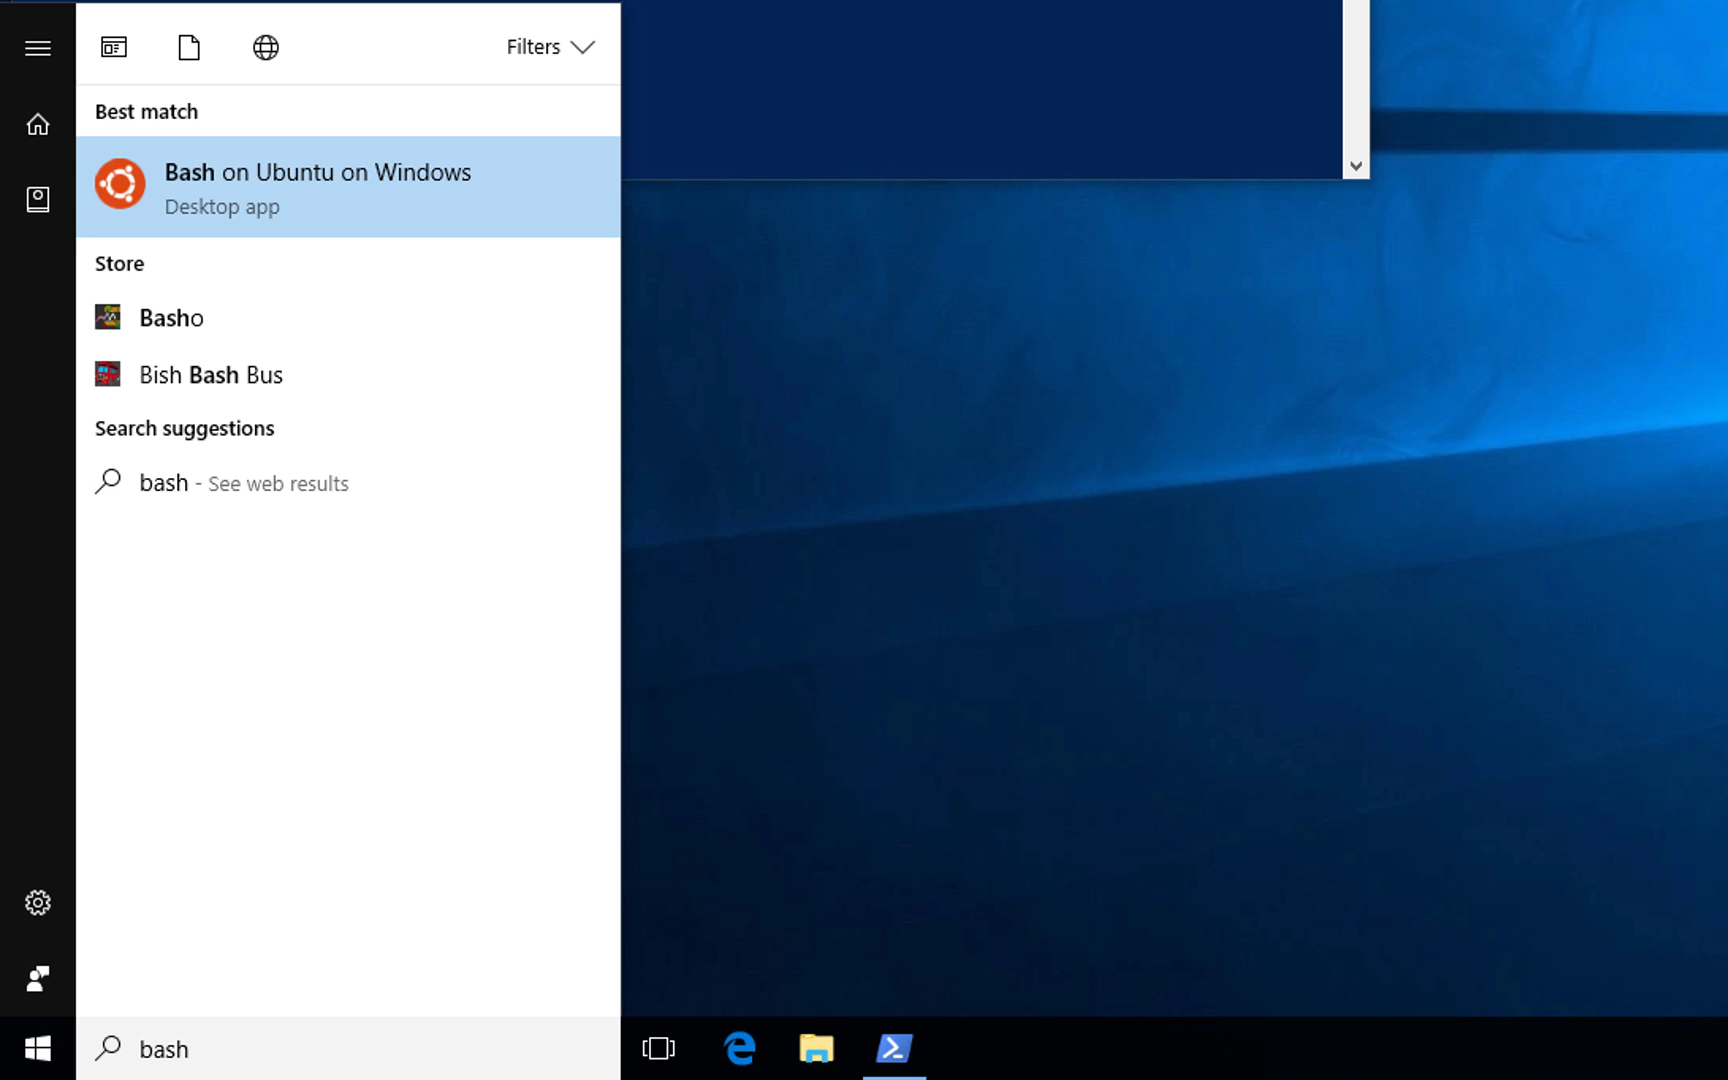 Filters
Best match
Bash on Ubuntu on Windows
Desktop app
Store
Basho
Bish Bash Bus
Search suggestions
bash - See web results
bash